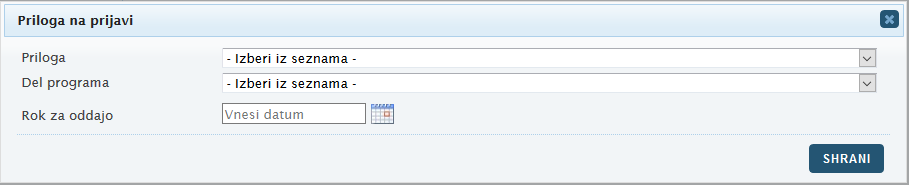 Priloga na prijavi
Priloga - Izberi iz seznama -
Del programa - Izberi iz seznama -
Rok za oddajo Vnesi datum
SHRANI